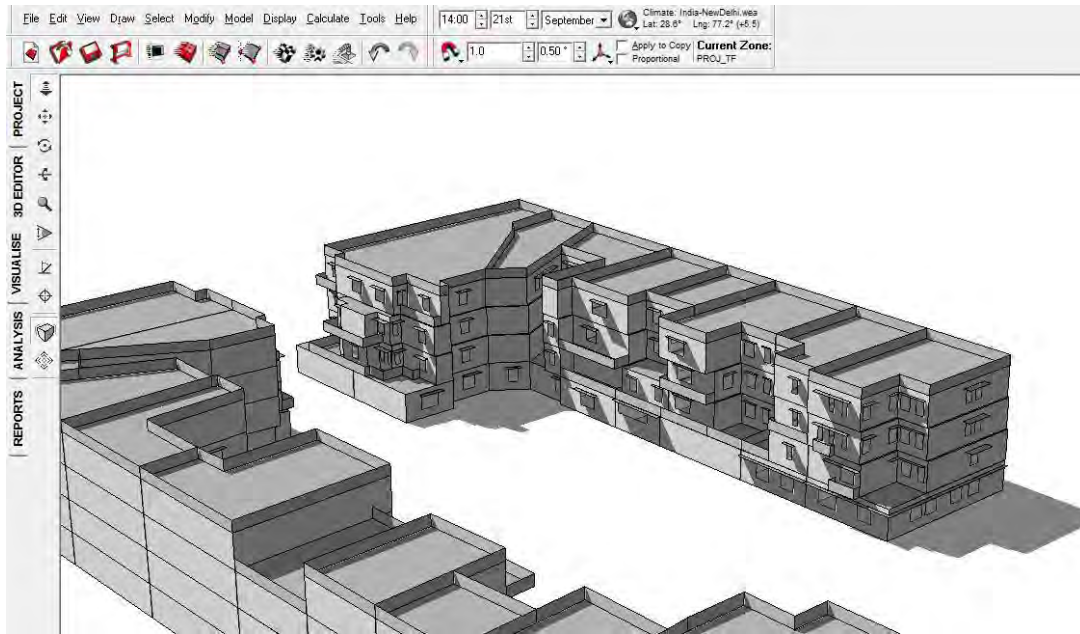 File Edit View Draw Select Modify Model Display Calculate Tools Help
14:00 21st September
Climate: India-NewDelhi.wea
Lat: 28.6° Lng: 77.2° (+5.5)
1.0 0.50 °
Apply to Copy
Proportional
Current Zone:
PROJ_TF
PROJECT
3D EDITOR
VISUALISE
ANALYSIS
REPORTS